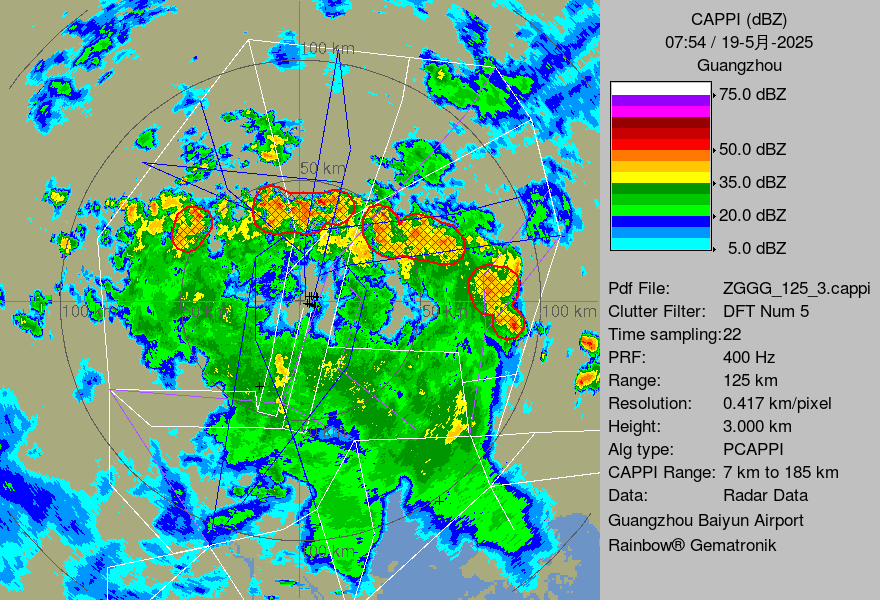 CAPPI (dBZ)
07:54 / 19-5月-2025
Guangzhou
75.0 dBZ
50.0 dBZ
35.0 dBZ
20.0 dBZ
5.0 dBZ
Pdf File: ZGGG_125_3.cappi
Clutter Filter: DFT Num 5
Time sampling:22
PRF: 400 Hz
Range: 125 km
Resolution: 0.417 km/pixel
Height: 3.000 km
Alg type: PCAPPI
CAPPI Range: 7 km to 185 km
Data: Radar Data
Guangzhou Baiyun Airport
Rainbow® Gematronik
100 km
50 km
100 km
50 km
100 km
100 km